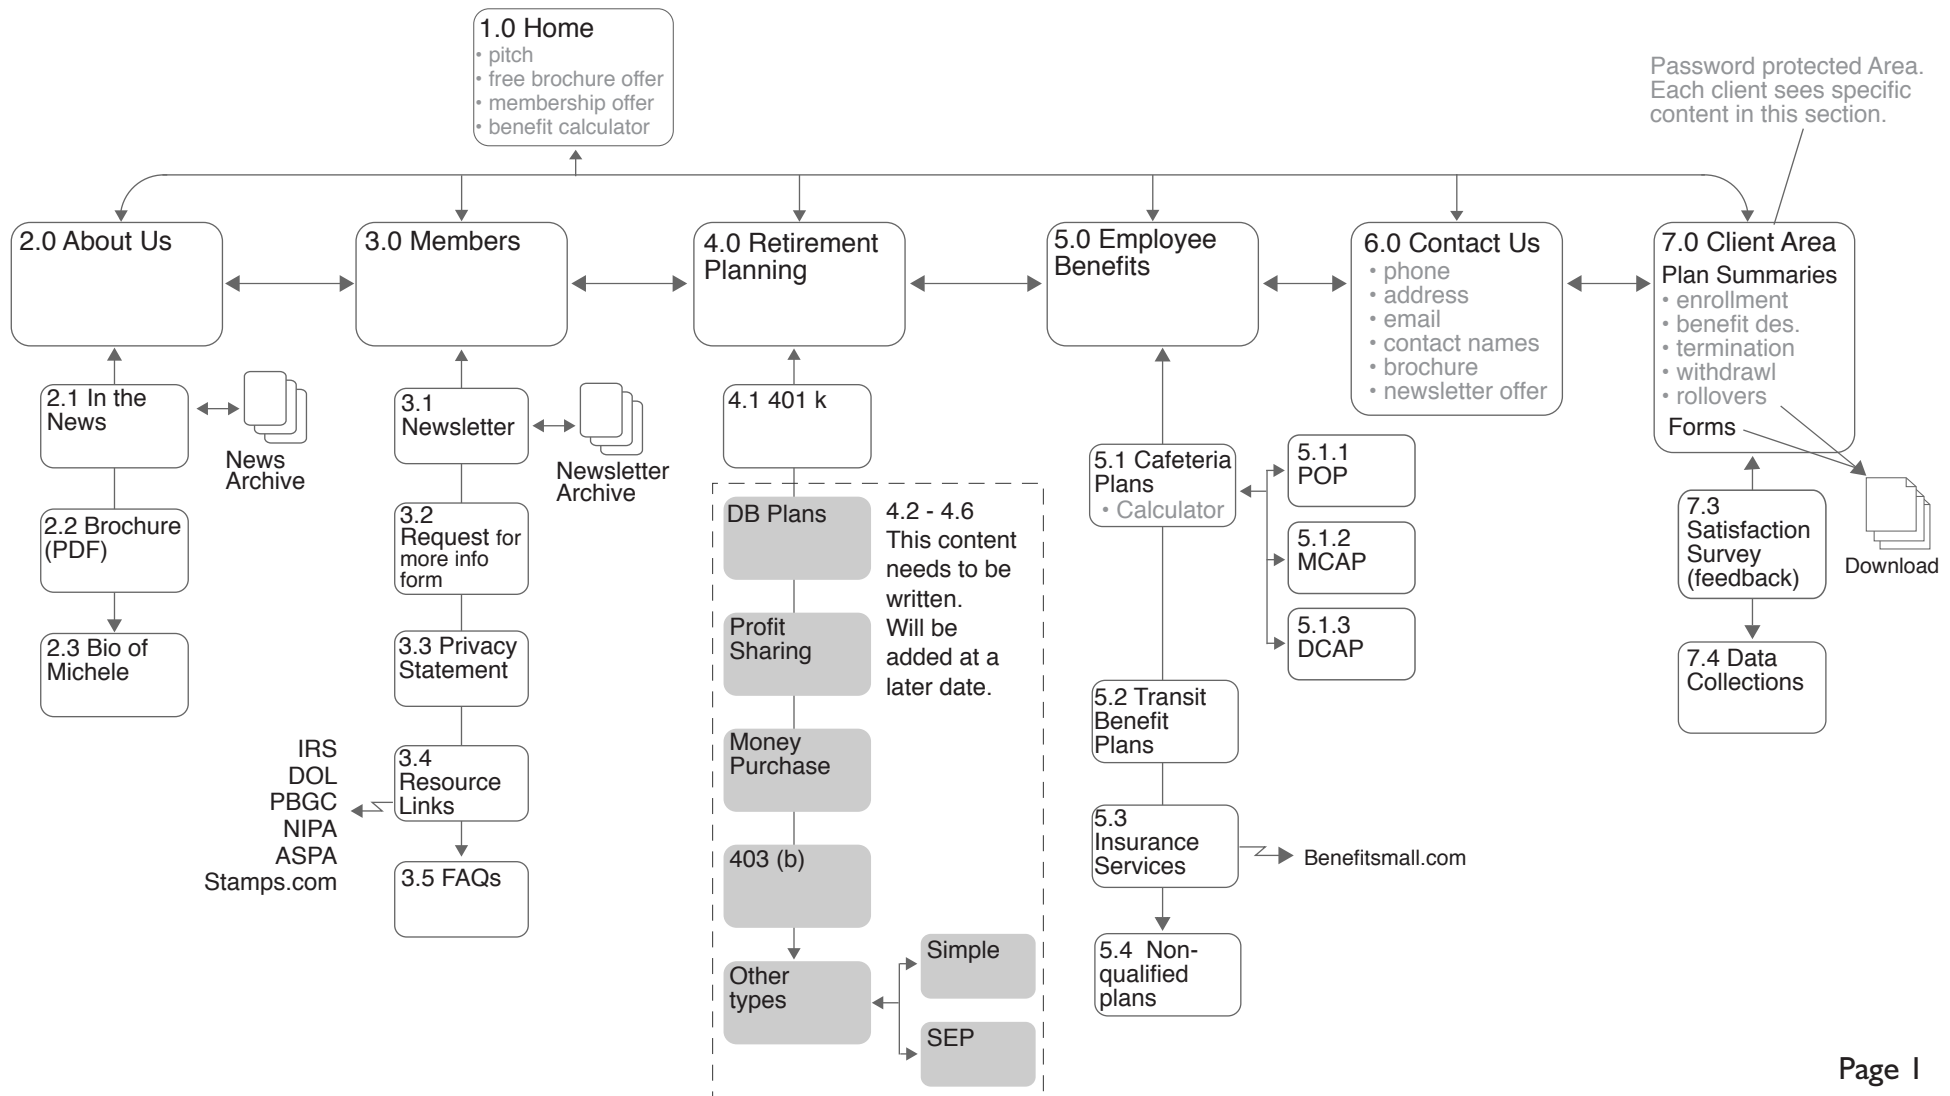 1.0 Home
• pitch
• free brochure offer
• membership offer
• benefit calculator
Password protected Area.
Each client sees specific
content in this section.
2.0 About Us
3.0 Members
4.0 Retirement
Planning
5.0 Employee
Benefits
6.0 Contact Us
• phone
• address
• email
• contact names
• brochure
• newsletter offer
7.0 Client Area
Plan Summaries
• enrollment
• benefit des.
• termination
• withdrawl
• rollovers
Forms
2.1 In the
News
News
Archive
2.2 Brochure
(PDF)
2.3 Bio of
Michele
3.1
Newsletter
Newsletter
Archive
3.2
Request for
more info
form
3.3 Privacy
Statement
3.4
Resource
Links
IRS
DOL
PBGC
NIPA
ASPA
Stamps.com
3.5 FAQs
4.1 401 k
DB Plans
4.2 - 4.6
This content
needs to be
written.
Will be
added at a
later date.
Profit
Sharing
Money
Purchase
403 (b)
Other
types
Simple
SEP
5.1 Cafeteria
Plans
• Calculator
5.1.1
POP
5.1.2
MCAP
5.1.3
DCAP
5.2 Transit
Benefit
Plans
5.3
Insurance
Services
Benefitsmall.com
5.4 Non-
qualified
plans
7.3
Satisfaction
Survey
(feedback)
Download
7.4 Data
Collections
Page 1